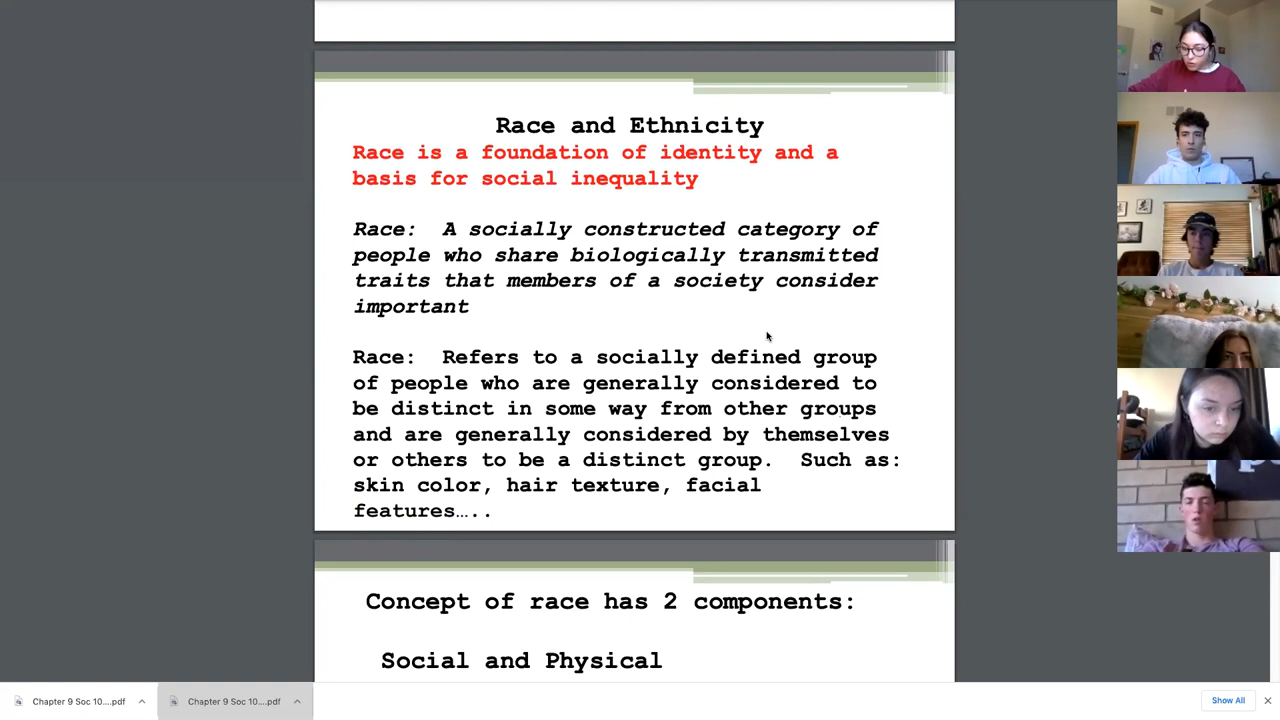 Race and Ethnicity
Race is a foundation of identity and a
basis for social inequality
Race: A socially constructed category of
people who share biologically transmitted
traits that members of a society consider
important
Race: Refers to a socially defined group
of people who are generally considered to
be distinct in some way from other groups
and are generally considered by themselves
or others to be a distinct group. Such as:
skin color, hair texture, facial
features…..
Concept of race has 2 components:
Social and Physical
Chapter 9 Soc 10....pdf
Chapter 9 Soc 10....pdf
Show All